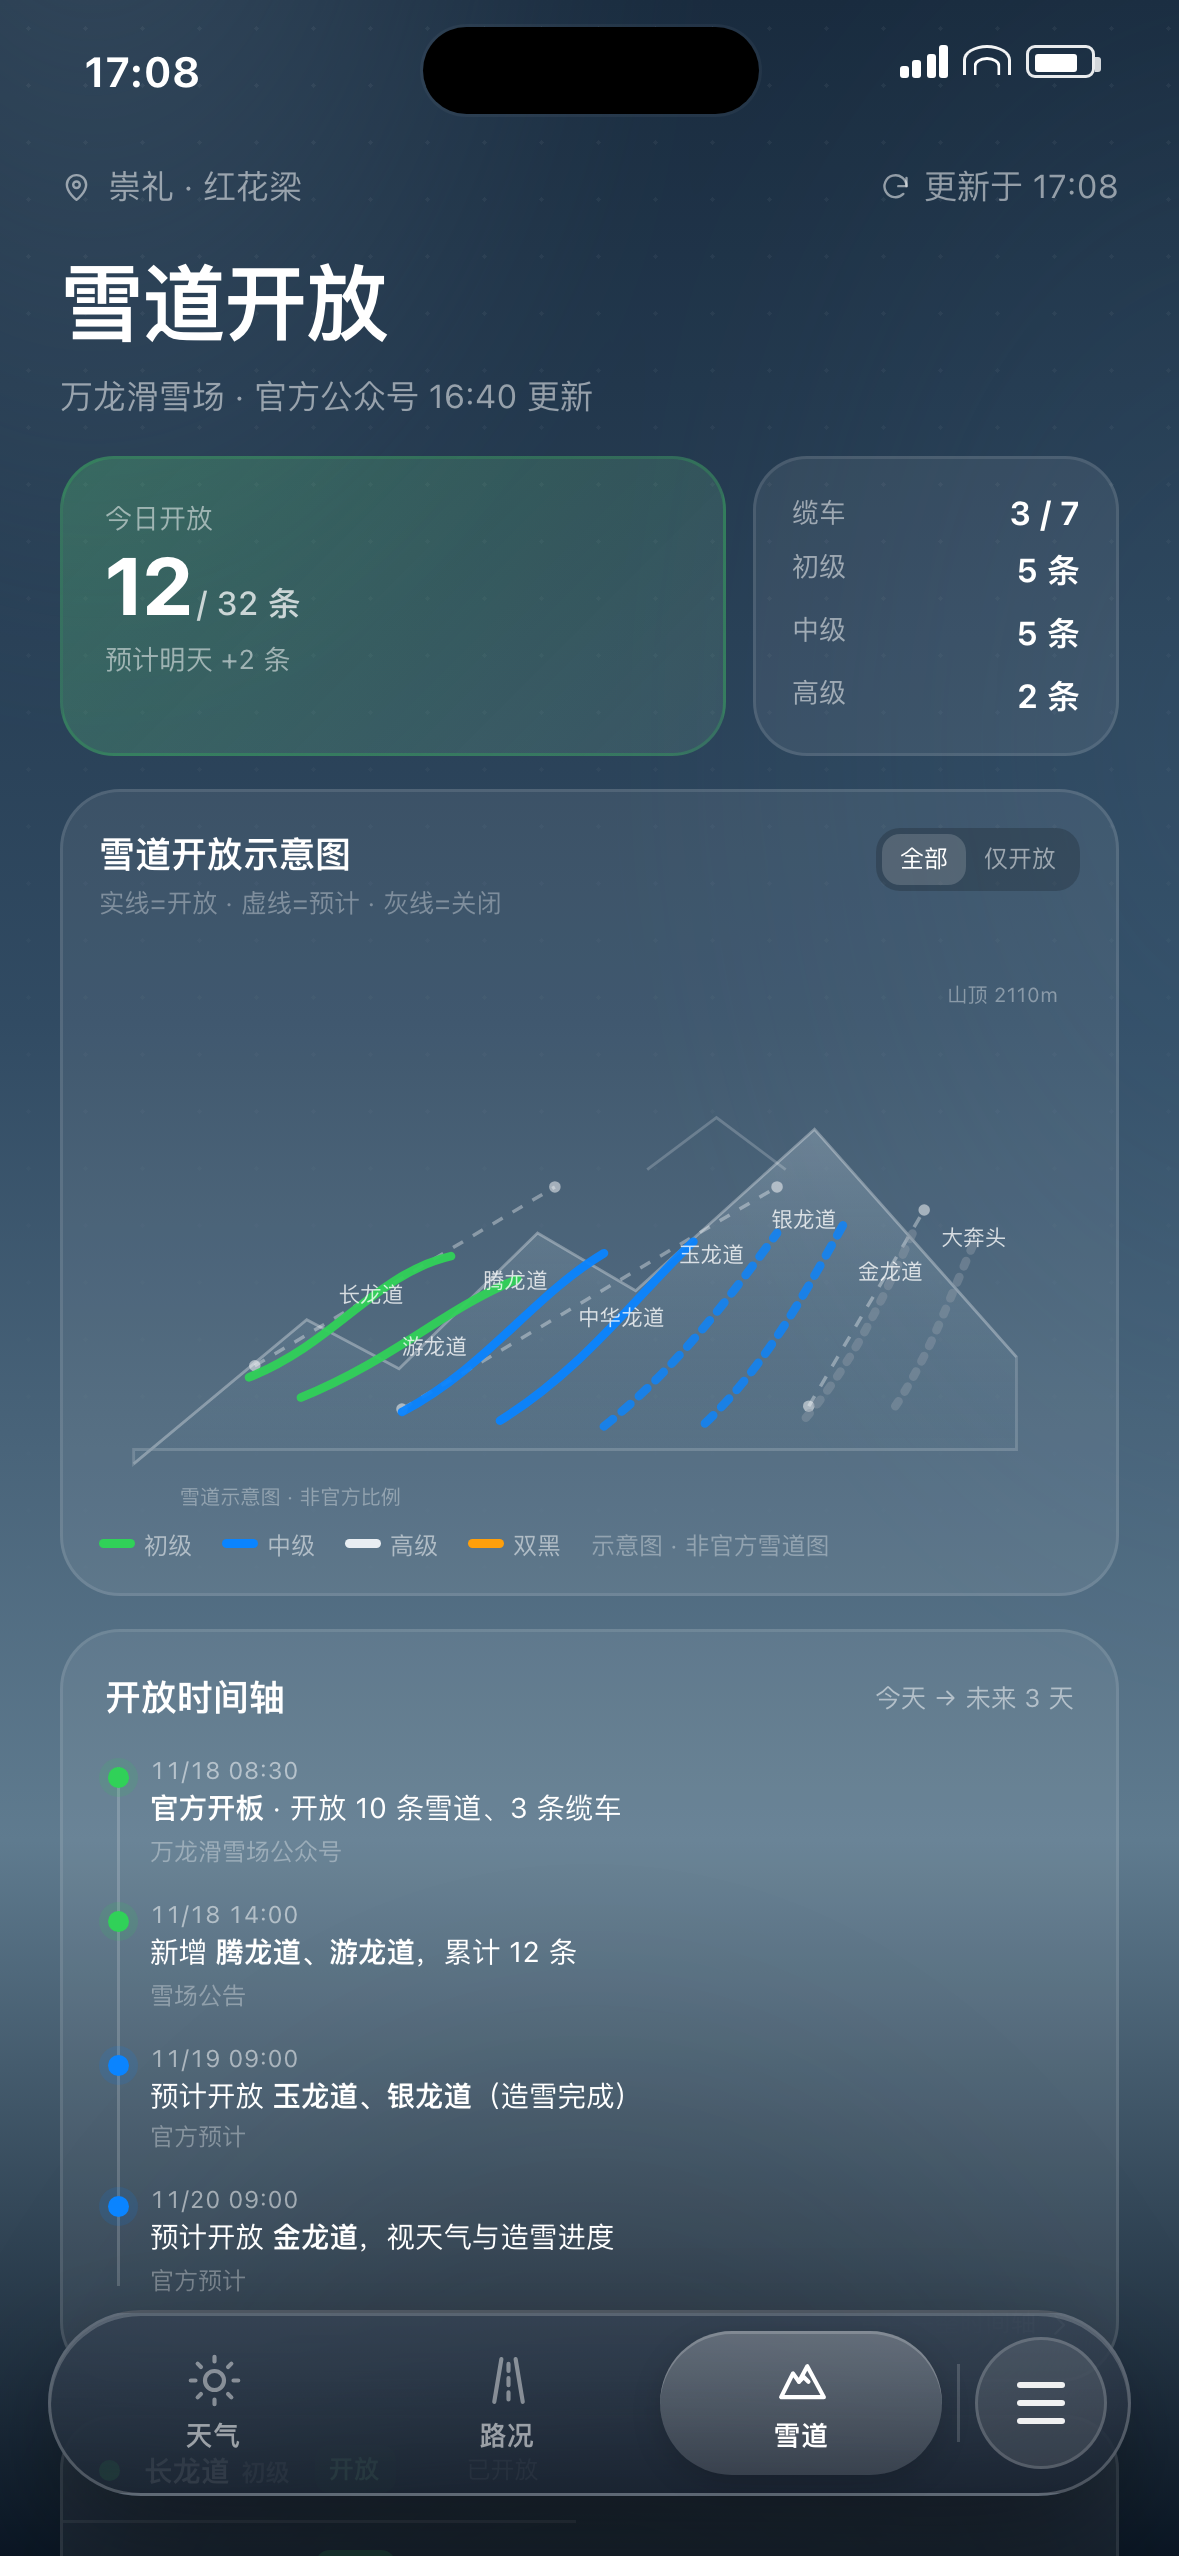 17:08
崇礼 · 红花梁
更新于 17:08
雪道开放
万龙滑雪场 · 官方公众号 16:40 更新
今日开放
12 / 32 条
预计明天 +2 条
缆车 3 / 7
初级 5 条
中级 5 条
高级 2 条
雪道开放示意图
全部 仅开放
实线=开放 · 虚线=预计 · 灰线=关闭
山顶 2110m
银龙道
大奔头
玉龙道
金龙道
腾龙道
长龙道
中华龙道
游龙道
雪道示意图 · 非官方比例
初级 中级 高级 双黑 示意图 · 非官方雪道图
开放时间轴
今天 → 未来 3 天
11/18 08:30
官方开板 · 开放 10 条雪道、3 条缆车
万龙滑雪场公众号
11/18 14:00
新增 腾龙道、游龙道，累计 12 条
雪场公告
11/19 09:00
预计开放 玉龙道、银龙道（造雪完成）
官方预计
11/20 09:00
预计开放 金龙道，视天气与造雪进度
官方预计
天气 路况 雪道
长龙道 初级 开放 已开放